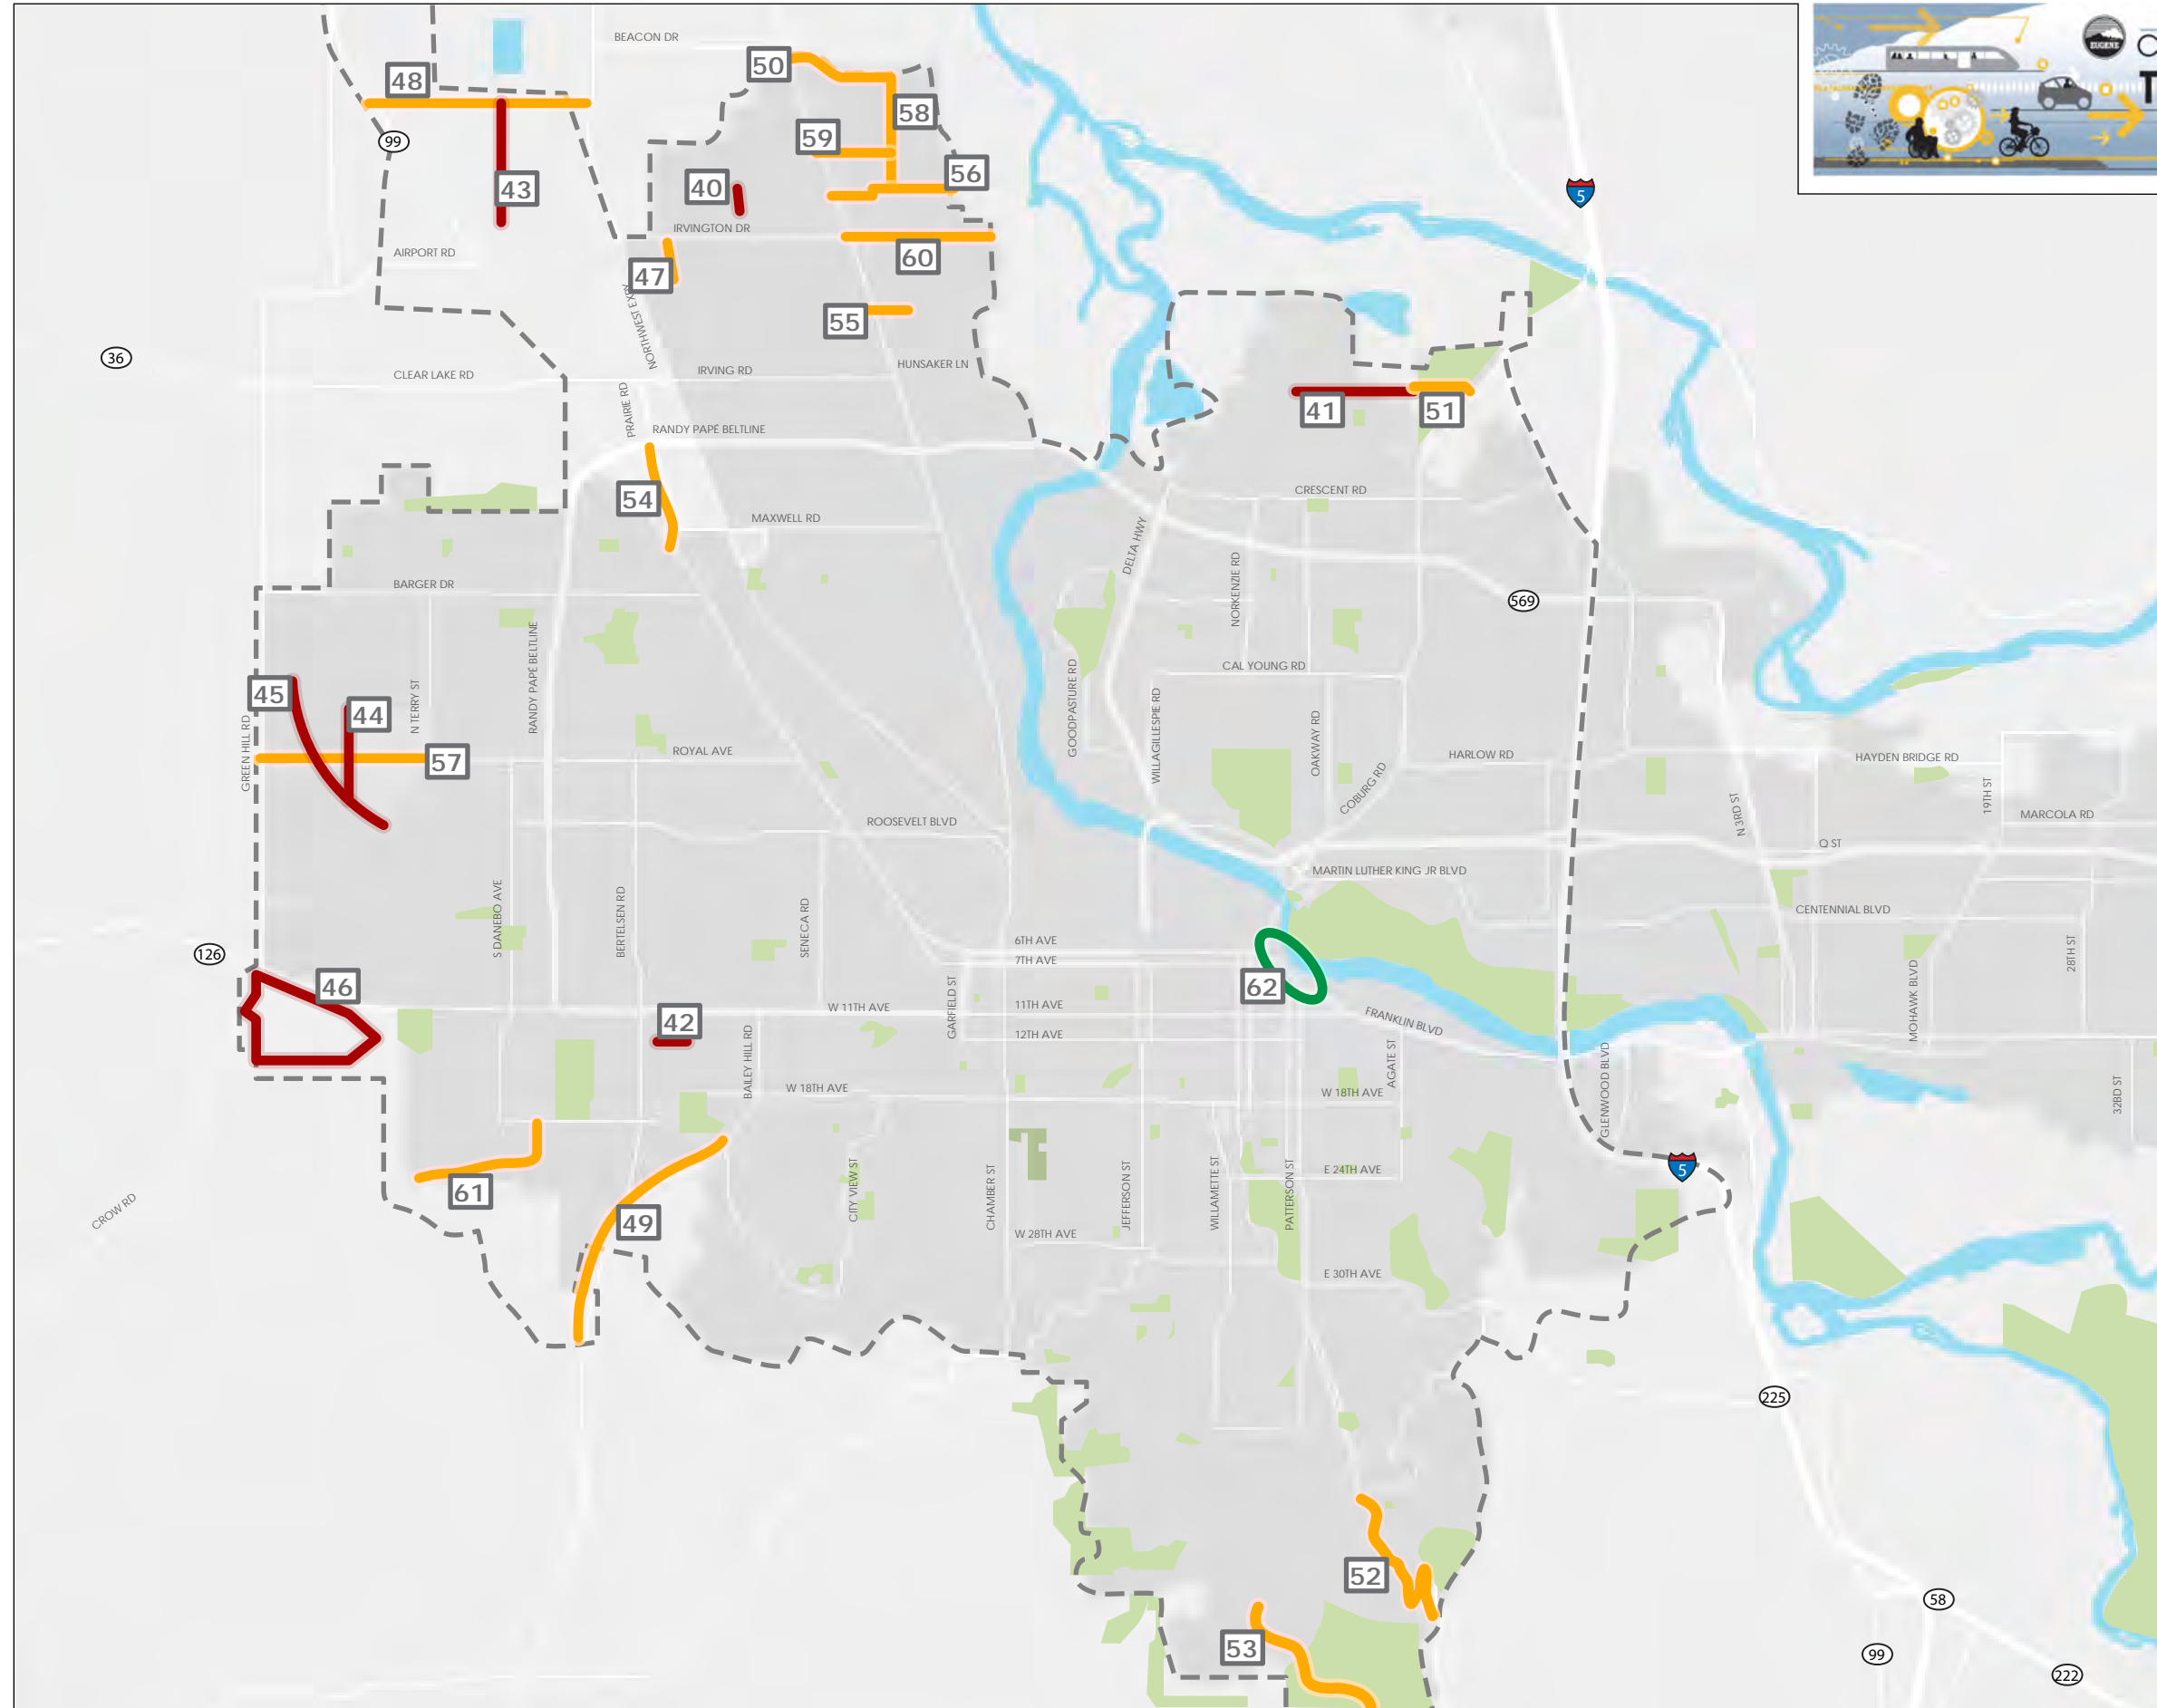 BEACON DR
EUGENE
50
48
58
99
59
56
43
40
5
IRVINGTON DR
AIRPORT RD
60
47
55
NORTHWEST EXPY
36
CLEAR LAKE RD
IRVING RD
HUNSAKER LN
PRAIRIE RD
41
51
RANDY PAPÉ BELTLINE
54
CRESCENT RD
MAXWELL RD
DELTA HWY
BARGER DR
NORKENZIE RD
569
RANDY PAPÉ BELTLINE
CAL YOUNG RD
45
44
N TERRY ST
GOODPASTURE RD
WILLAGILLESPIE RD
OAKWAY RD
GREEN HILL RD
57
ROYAL AVE
HARLOW RD
HAYDEN BRIDGE RD
COBURG RD
19TH ST
N 3RD ST
MARCOLA RD
ROOSEVELT BLVD
Q ST
MARTIN LUTHER KING JR BLVD
S DANEBO AVE
BERTELSEN RD
SENECA RD
CENTENNIAL BLVD
126
6TH AVE
7TH AVE
28TH ST
46
62
GARFIELD ST
MOHAWK BLVD
W 11TH AVE
11TH AVE
42
FRANKLIN BLVD
12TH AVE
BAILEY HILL RD
AGATE ST
W 18TH AVE
W 18TH AVE
GLENWOOD BLVD
32BD ST
5
E 24TH AVE
61
CITY VIEW ST
CHAMBER ST
JEFFERSON ST
WILLAMETTE ST
PATTERSON ST
CROW RD
49
W 28TH AVE
E 30TH AVE
225
52
58
53
99
222